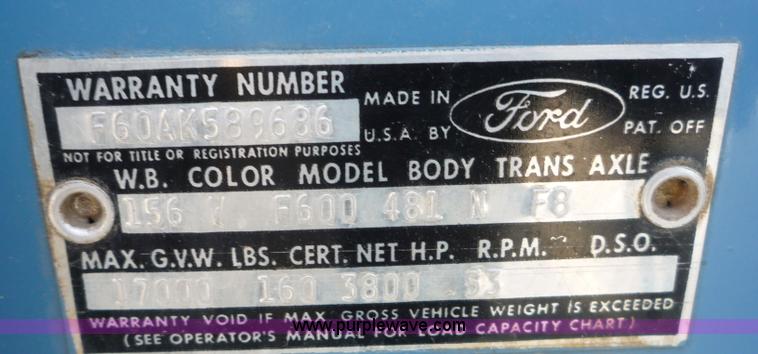 WARRANTY NUMBER
F60AK589686
MADE IN
U.S.A. BY
Ford
REG. U.S.
PAT. OFF
NOT FOR TITLE OR REGISTRATION PURPOSES
W.B. COLOR MODEL BODY TRANS AXLE
156 F600 481 N F8
MAX. G.V.W. LBS. CERT. NET H.P. R.P.M. D.S.O.
17000 160 3800 53
WARRANTY VOID IF MAX. GROSS VEHICLE WEIGHT IS EXCEEDED
www.purplewave.com
(SEE OPERATOR'S MANUAL FOR LOAD CAPACITY CHART)